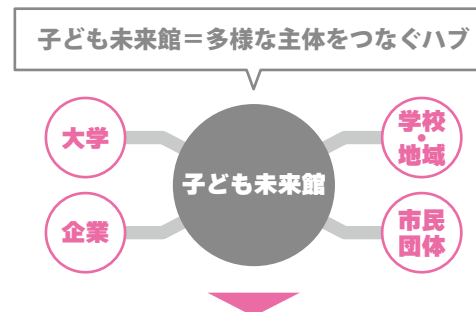 子ども未来館＝多様な主体をつなぐハブ
大学
学校
・
地域
子ども未来館
企業
市民
団体